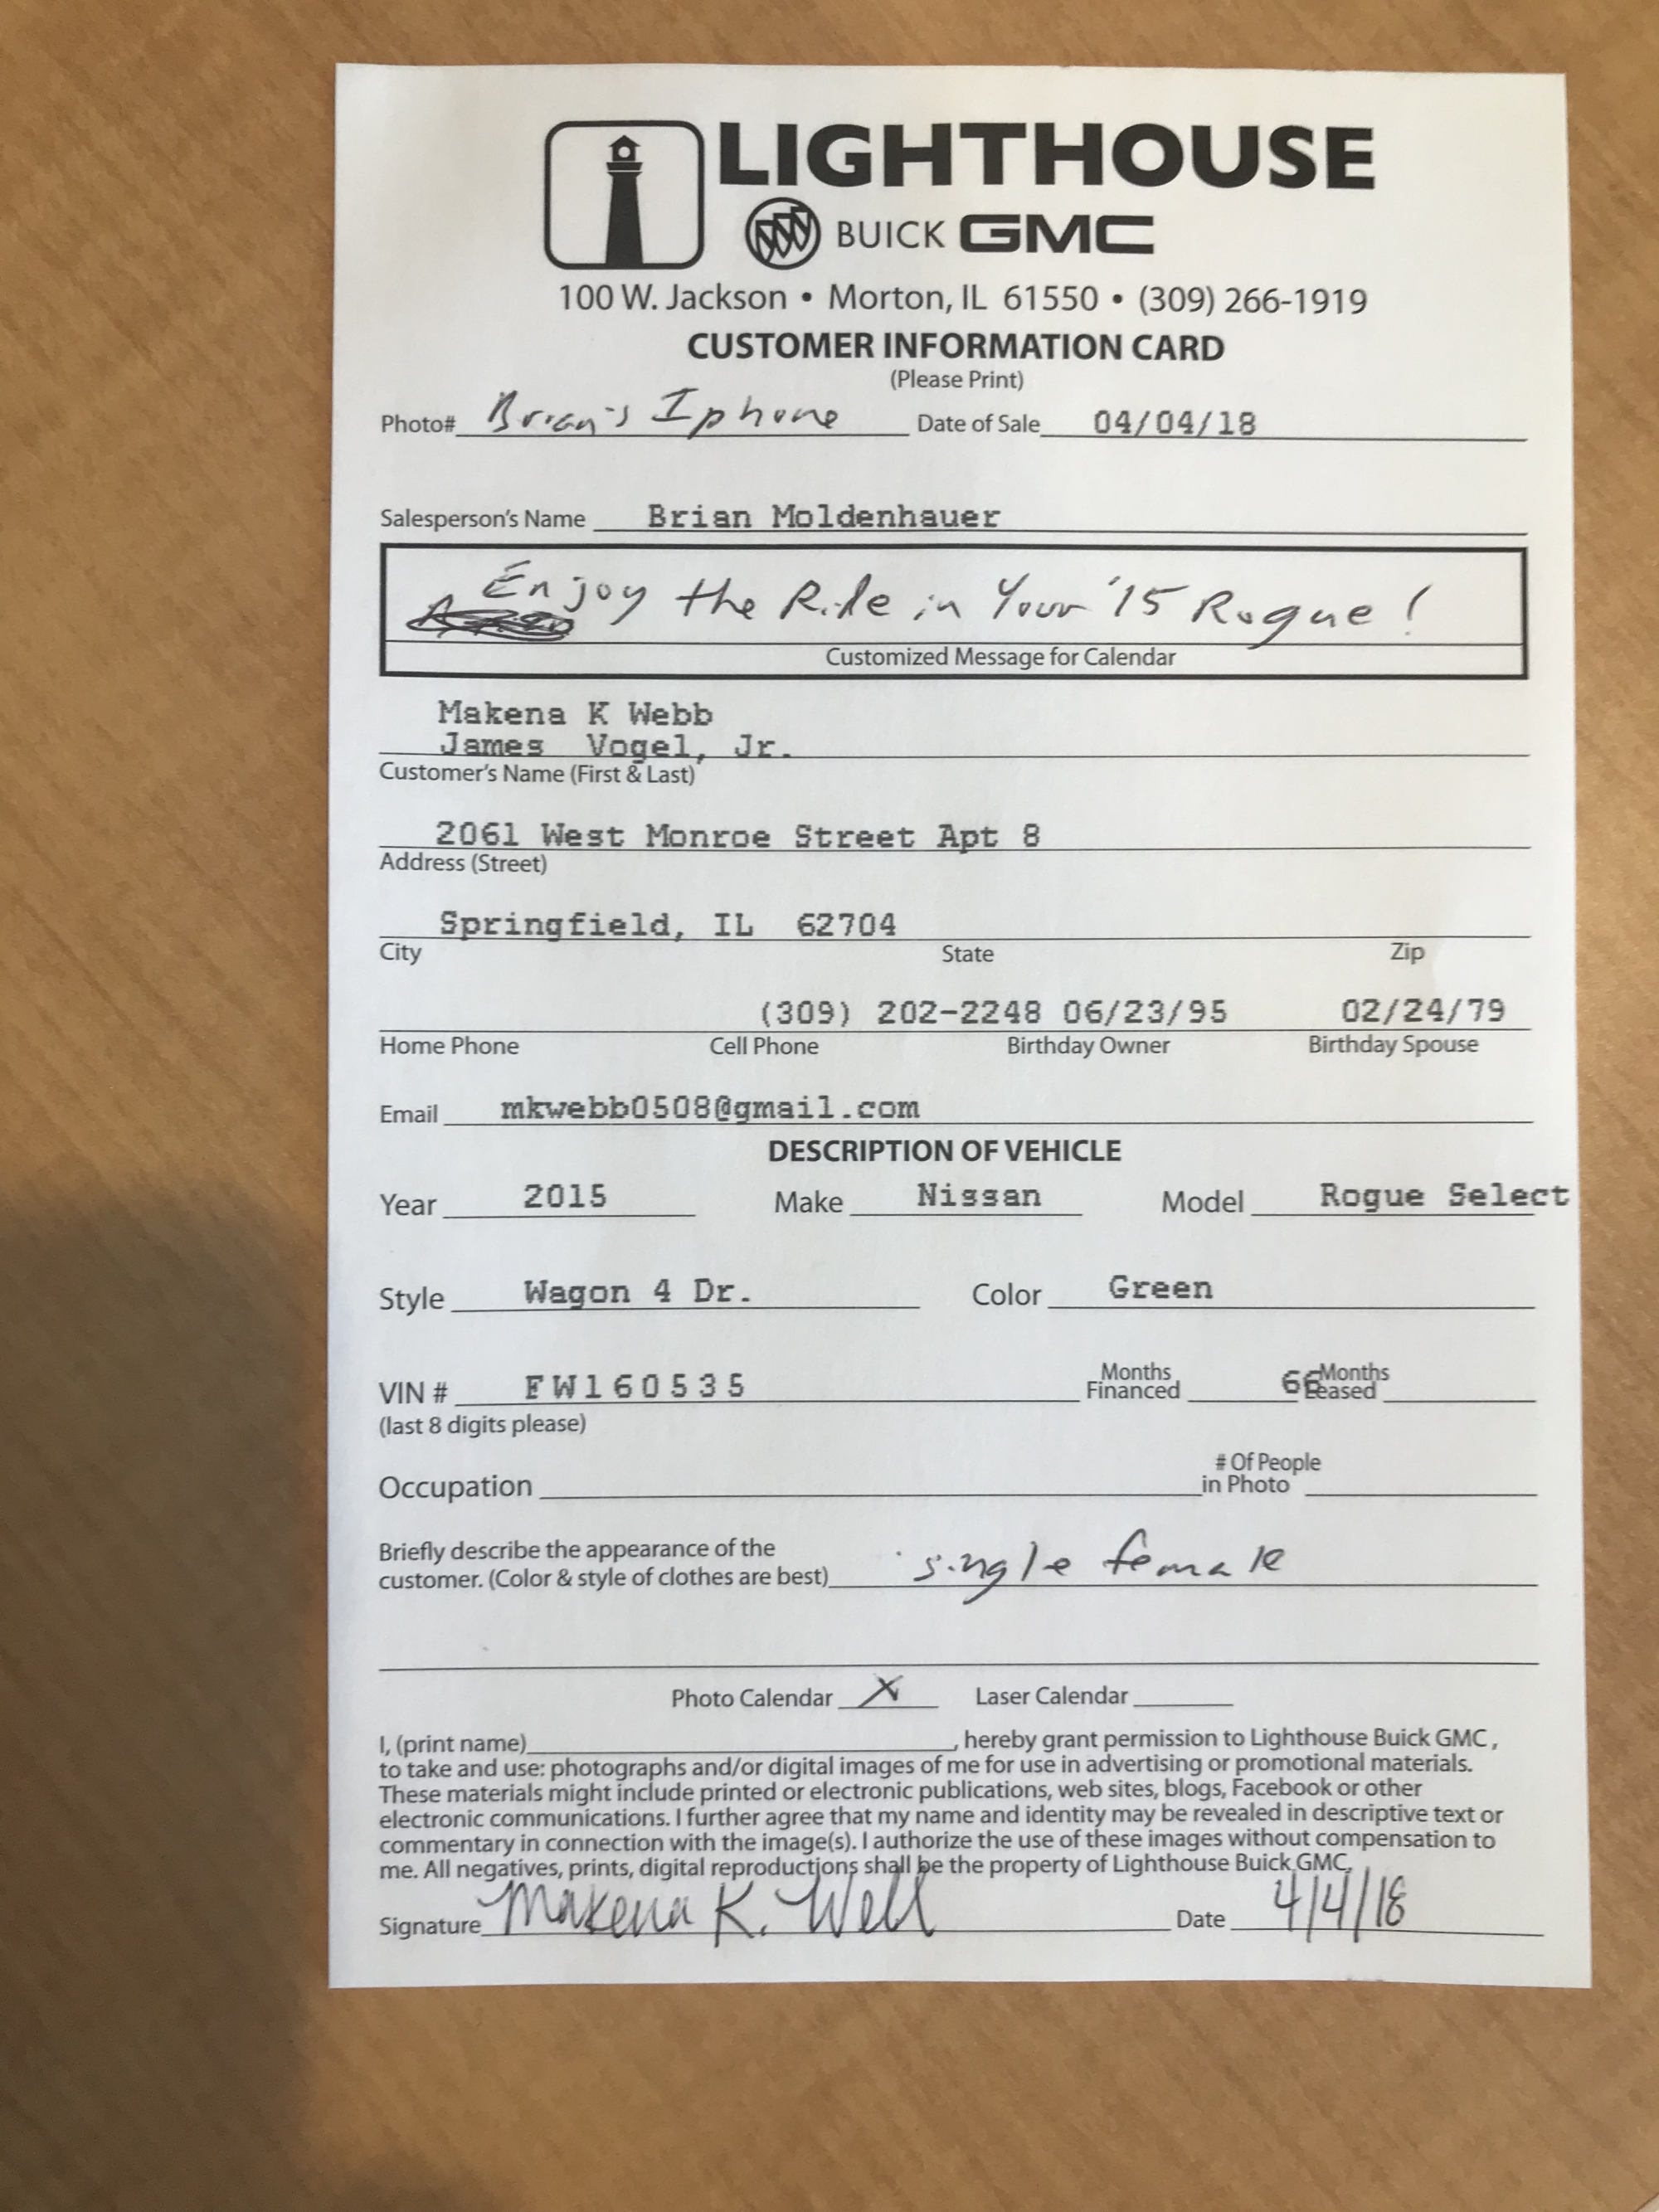 LIGHTHOUSE
BUICK GMC
100 W. Jackson • Morton, IL 61550 • (309) 266-1919
CUSTOMER INFORMATION CARD
(Please Print)
Photo# Brian's Iphone Date of Sale 04/04/18
Salesperson's Name Brian Moldenhauer
Enjoy the Ride in Your '15 Rogue!
Customized Message for Calendar
Makena K Webb
James Vogel, Jr.
Customer's Name (First & Last)
2061 West Monroe Street Apt 8
Address (Street)
Springfield, IL 62704
City State Zip
(309) 202-2248 06/23/95 02/24/79
Home Phone Cell Phone Birthday Owner Birthday Spouse
Email mkwebb0508@gmail.com
DESCRIPTION OF VEHICLE
Year 2015 Make Nissan Model Rogue Select
Style Wagon 4 Dr. Color Green
VIN # FW160535 Months Financed 66 Months Leased
(last 8 digits please)
Occupation # Of People in Photo
Briefly describe the appearance of the
customer. (Color & style of clothes are best) single female
Photo Calendar X Laser Calendar
I, (print name) , hereby grant permission to Lighthouse Buick GMC,
to take and use: photographs and/or digital images of me for use in advertising or promotional materials.
These materials might include printed or electronic publications, web sites, blogs, Facebook or other
electronic communications. I further agree that my name and identity may be revealed in descriptive text or
commentary in connection with the image(s). I authorize the use of these images without compensation to
me. All negatives, prints, digital reproductions shall be the property of Lighthouse Buick GMC.
Signature Makena K. Webb Date 4/4/18